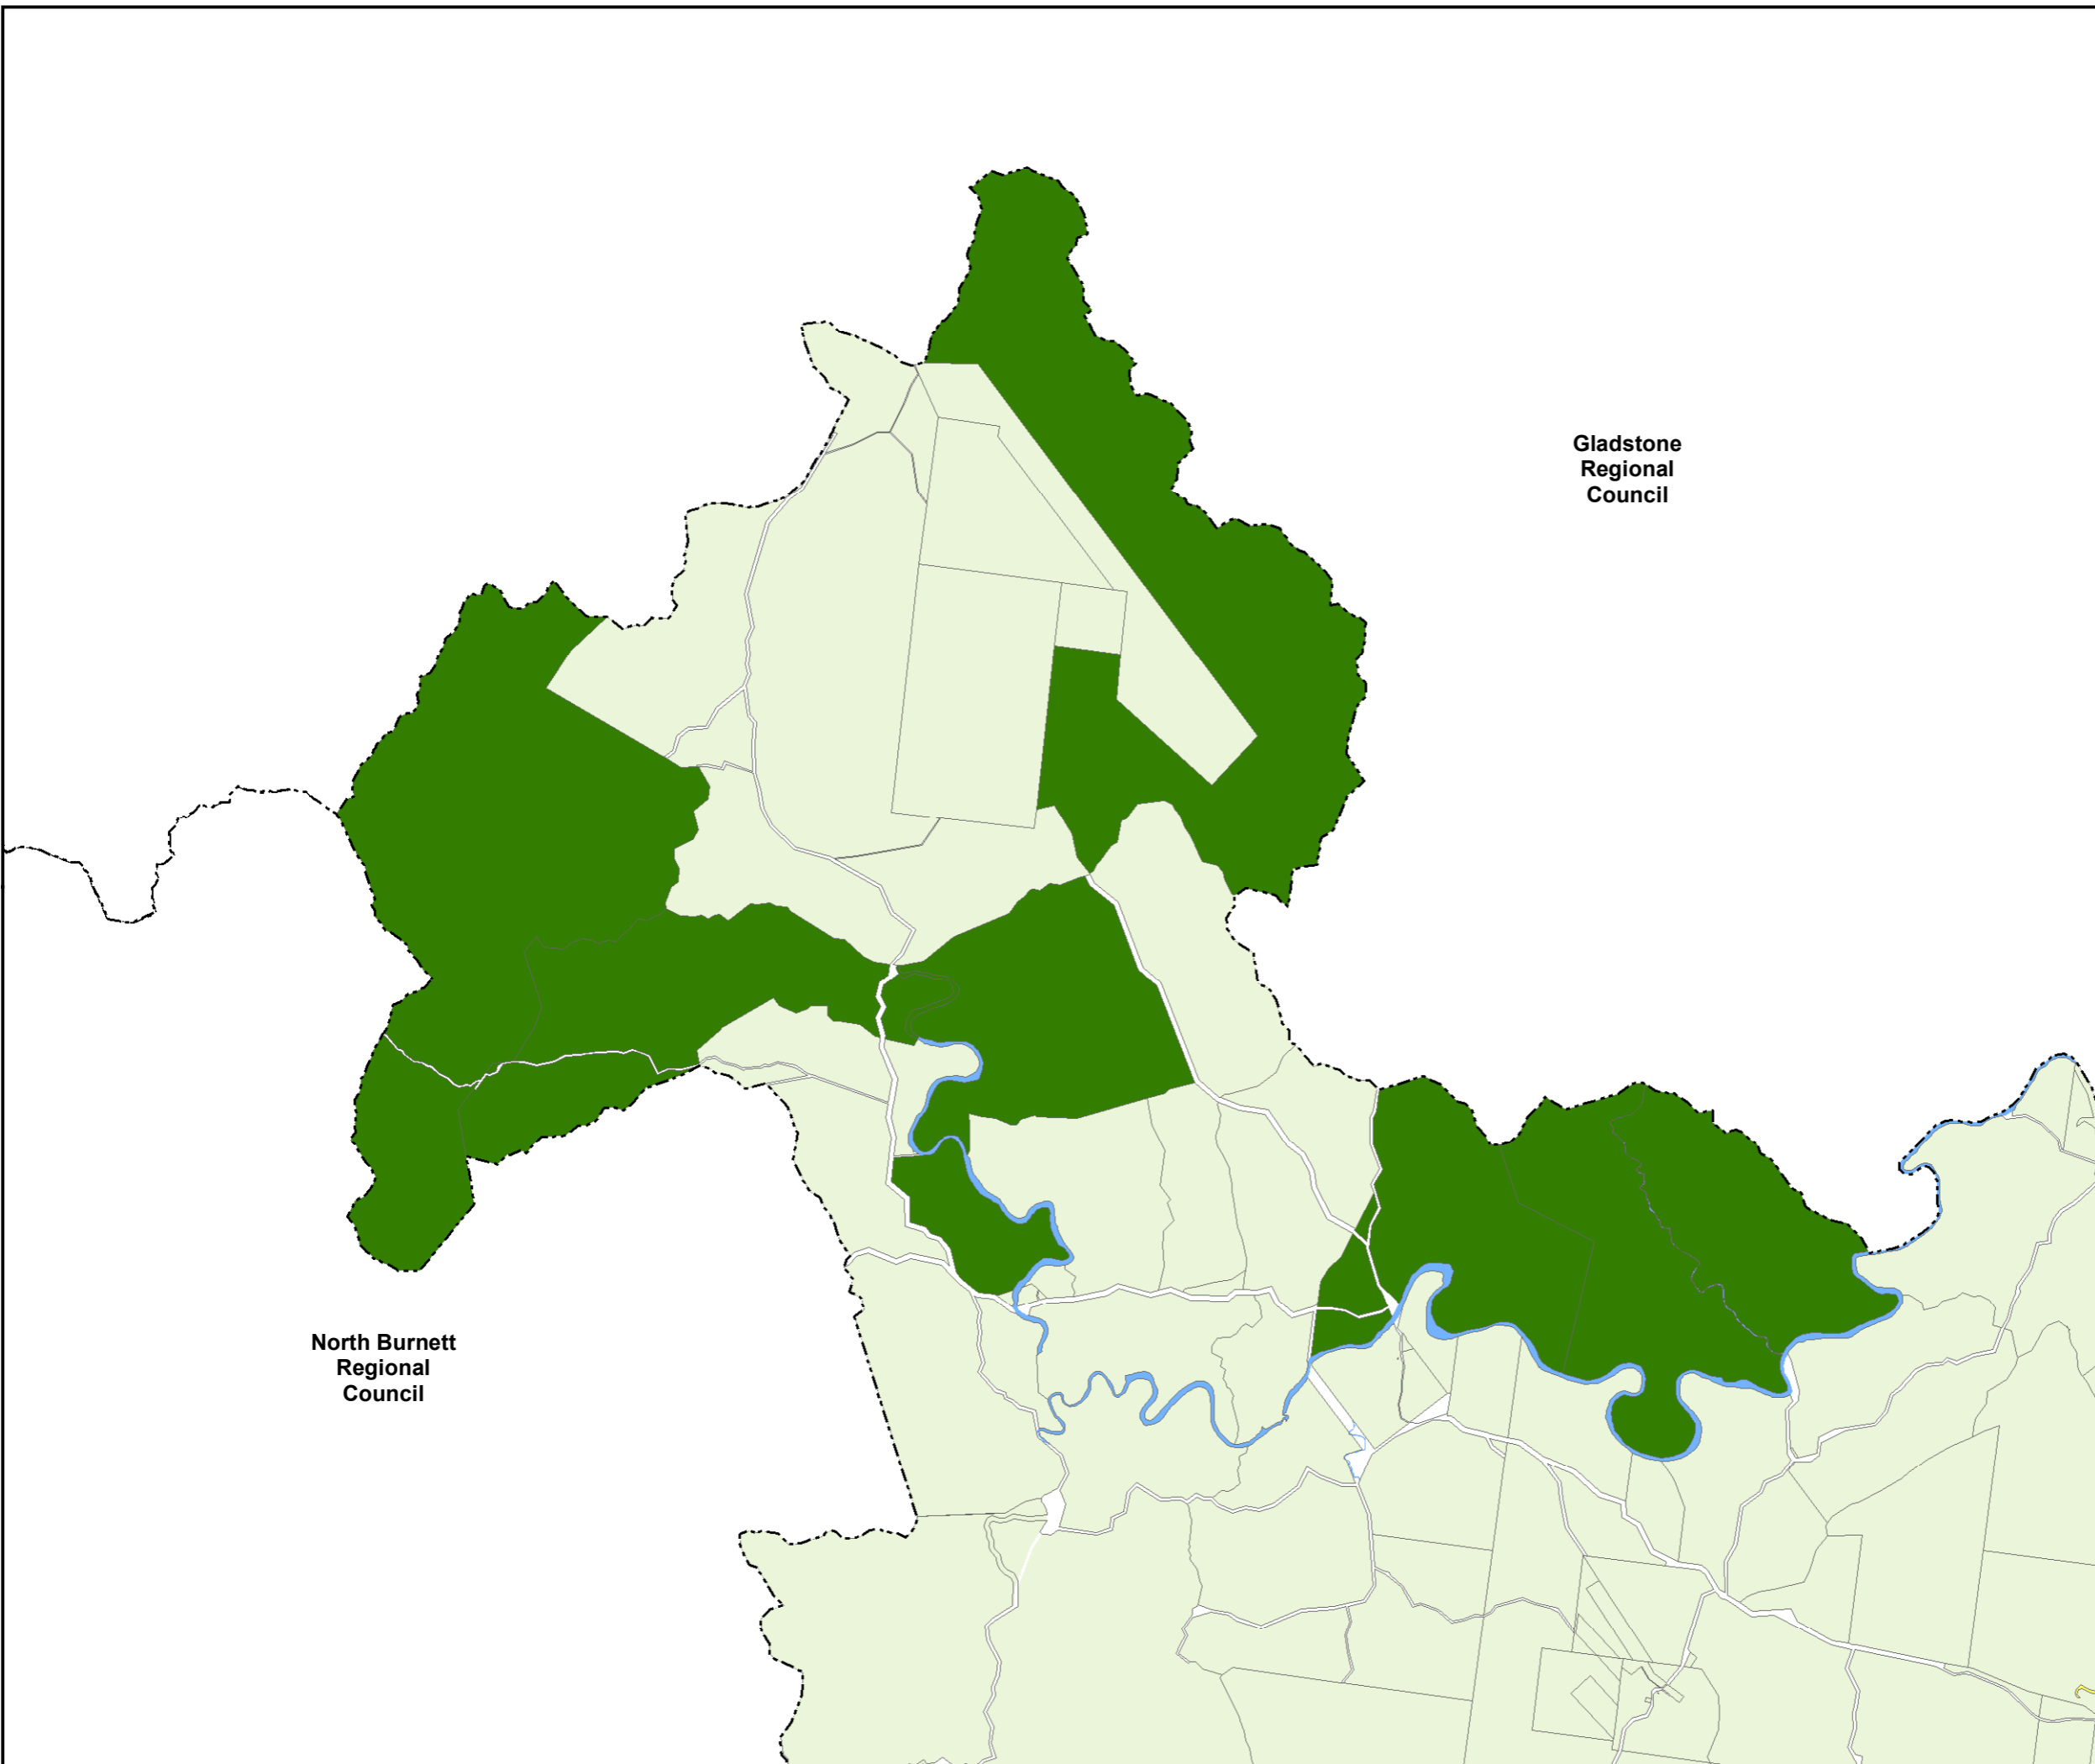 Gladstone
Regional
Council
North Burnett
Regional
Council